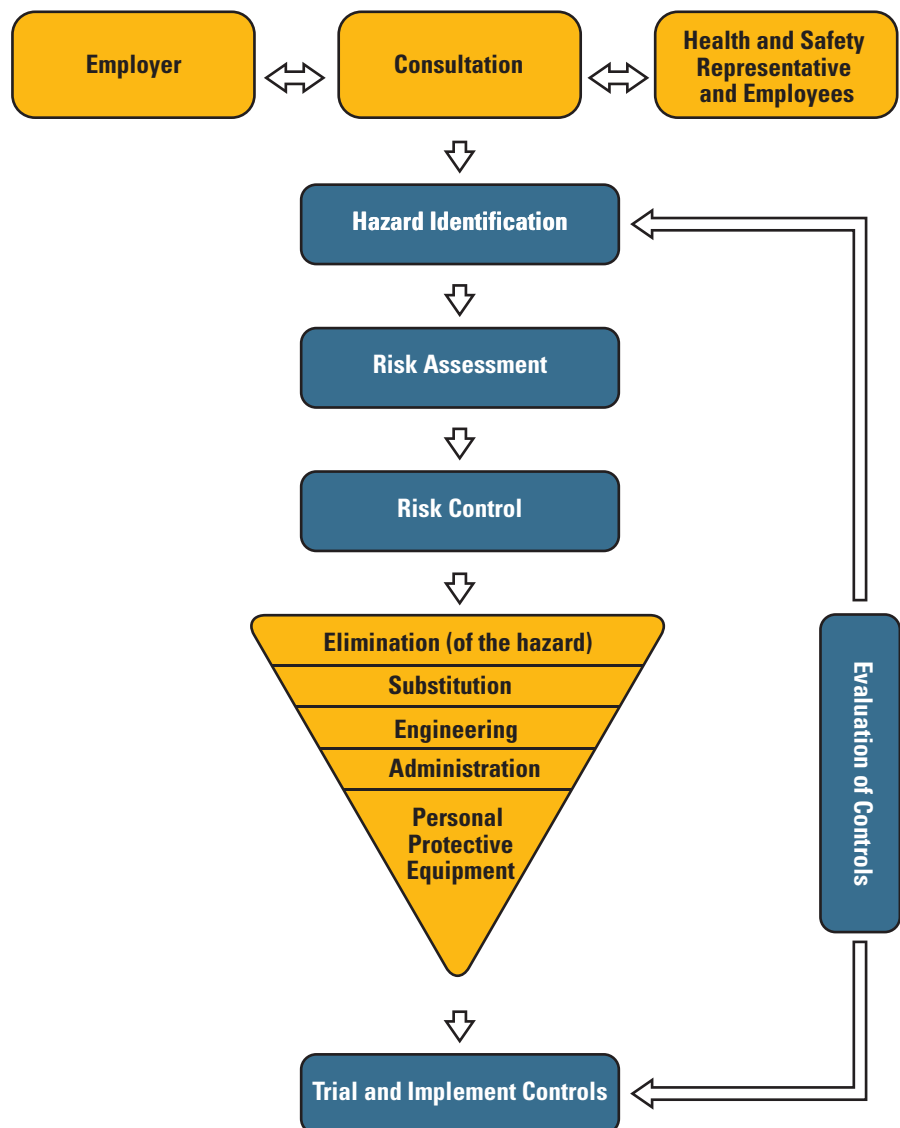 Employer
Consultation
Health and Safety
Representative
and Employees
Hazard Identification
Risk Assessment
Risk Control
Elimination (of the hazard)
Substitution
Engineering
Administration
Personal
Protective
Equipment
Evaluation of Controls
Trial and Implement Controls